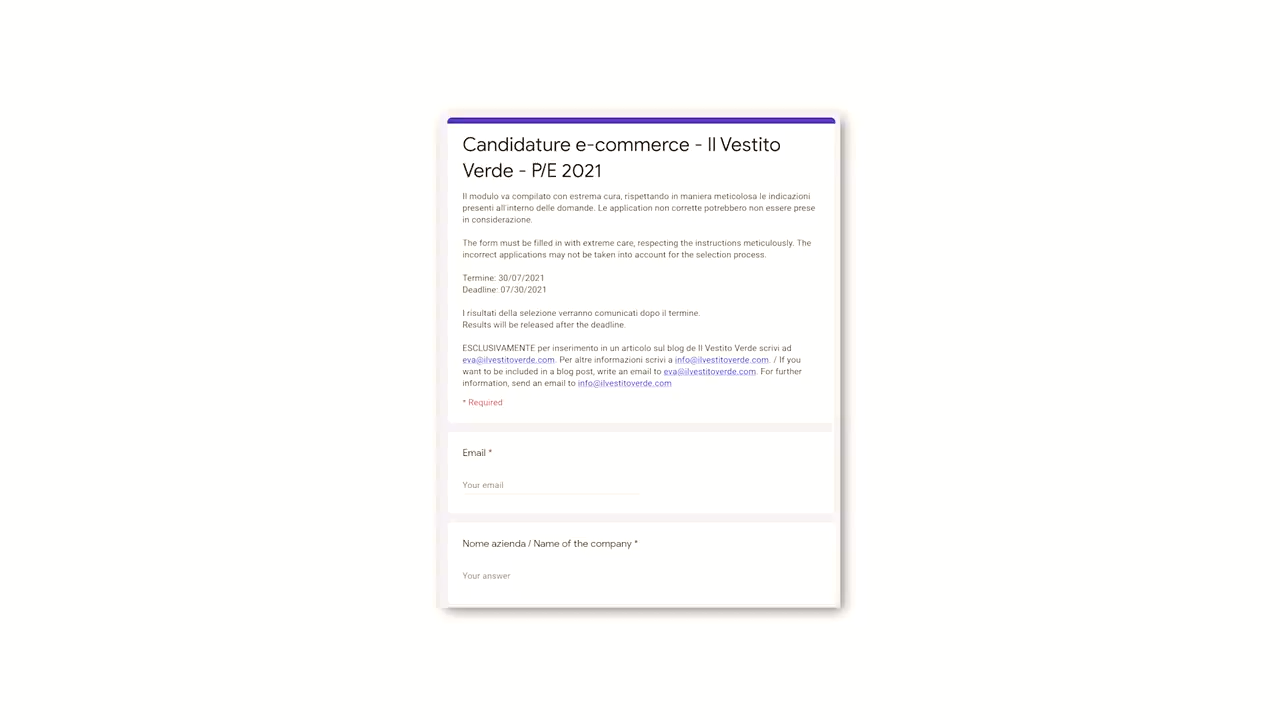 Candidature e-commerce - Il Vestito
Verde - P/E 2021
Il modulo va compilato con estrema cura, rispettando in maniera meticolosa le indicazioni
presenti all'interno delle domande. Le application non corrette potrebbero non essere prese
in considerazione.
The form must be filled in with extreme care, respecting the instructions meticulously. The
incorrect applications may not be taken into account for the selection process.
Termine: 30/07/2021
Deadline: 07/30/2021
I risultati della selezione verranno comunicati dopo il termine.
Results will be released after the deadline.
ESCLUSIVAMENTE per inserimento in un articolo sul blog de Il Vestito Verde scrivi ad
eva@ilvestitoverde.com. Per altre informazioni scrivi a info@ilvestitoverde.com. / If you
want to be included in a blog post, write an email to eva@ilvestitoverde.com. For further
information, send an email to info@ilvestitoverde.com
* Required
Email *
Your email
Nome azienda / Name of the company *
Your answer